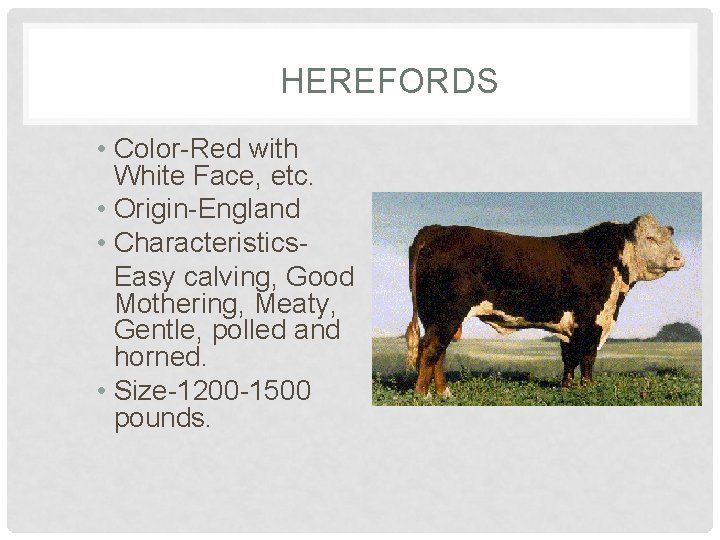 HEREFORDS
• Color-Red with
White Face, etc.
• Origin-England
• Characteristics-
Easy calving, Good
Mothering, Meaty,
Gentle, polled and
horned.
• Size-1200 -1500
pounds.